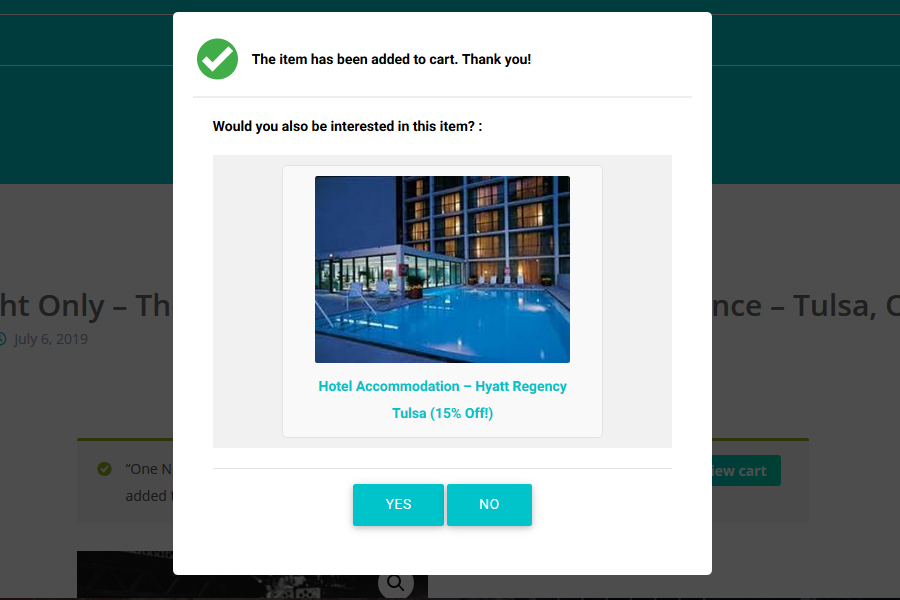 The item has been added to cart. Thank you!
Would you also be interested in this item? :
ht Only – Th
nce – Tulsa,
July 6, 2019
Hotel Accommodation – Hyatt Regency
Tulsa (15% Off!)
“One N
added
iew cart
YES
NO